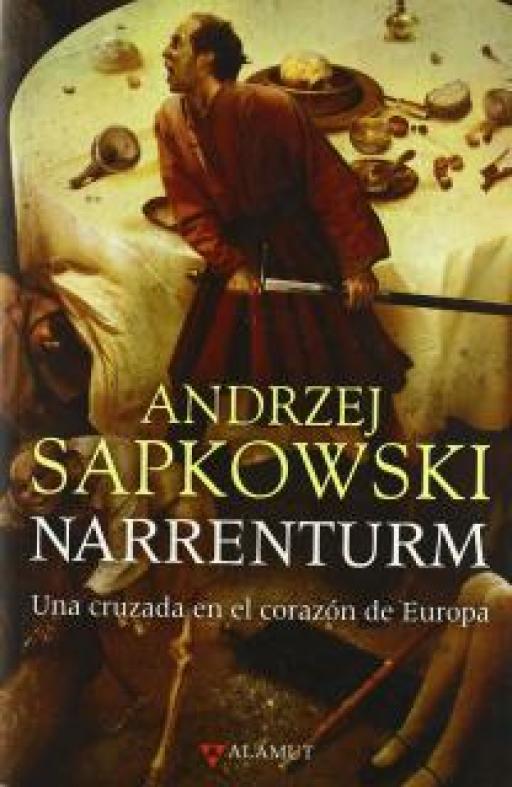 ANDRZEJ
SAPKOWSKI
NARRENTURM
Una cruzada en el corazón de Europa
ALAMUT